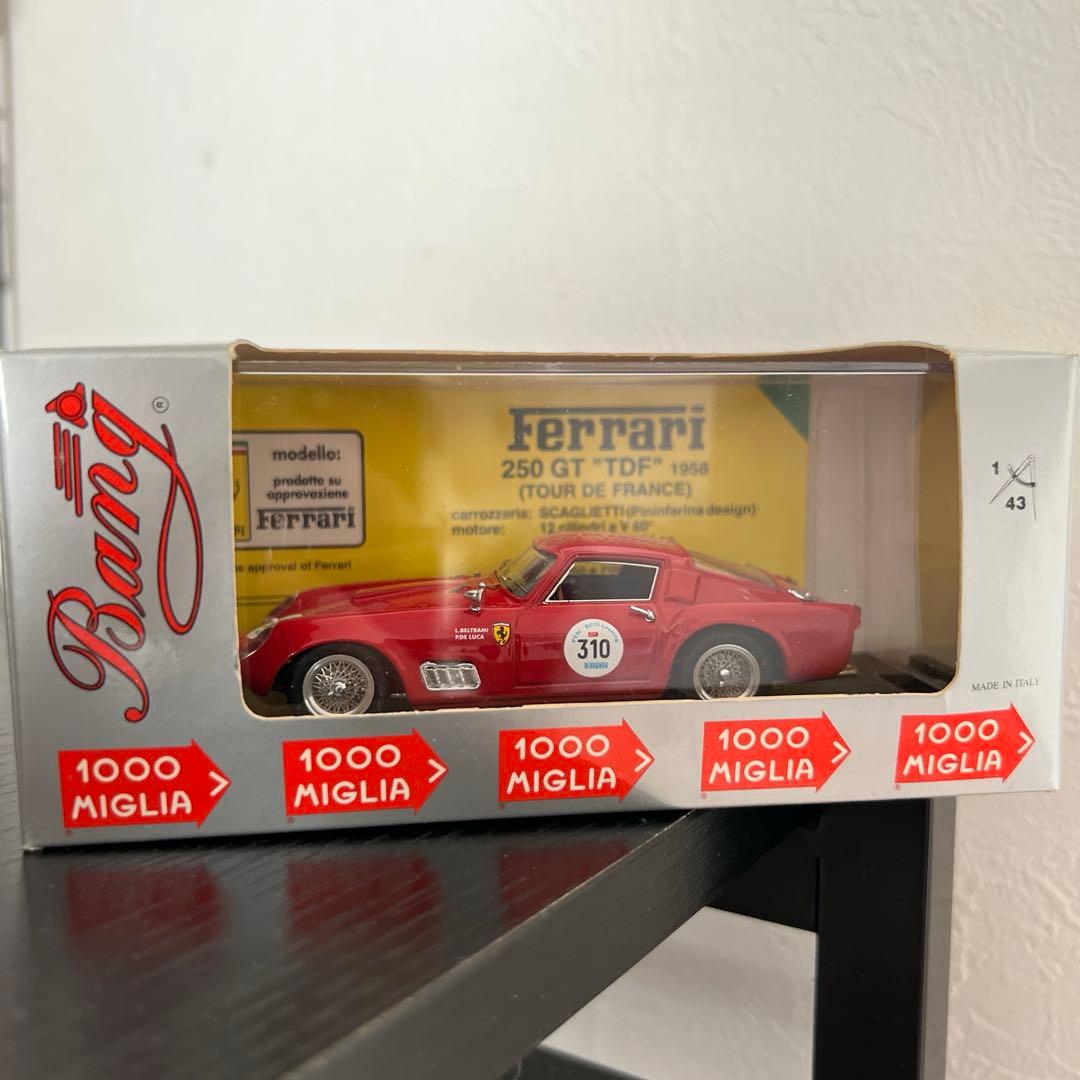 Bang
®
modello:
prodotto su
approvazione
Ferrari
he approval of Ferrari
Ferrari
250 GT "TDF" 1958
(TOUR DE FRANCE)
carrozzeria: SCAGLIETTI (Pininfarina design)
motore: 12 cilindri a V 60°
L.BELTRAMI
P.DE LUCA
310
1
43
MADE IN ITALY
1000
MIGLIA
1000
MIGLIA
1000
MIGLIA
1000
MIGLIA
1000
MIGLIA